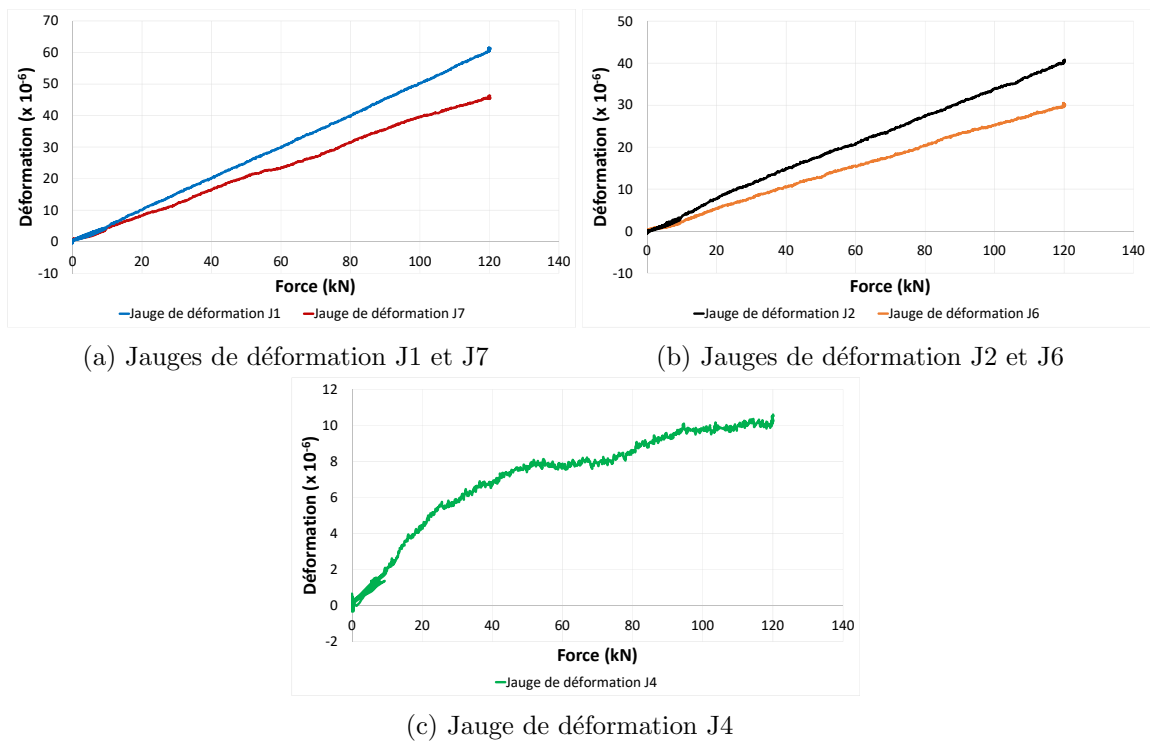 70
60
50
40
30
20
10
0
-10
Déformation (x 10⁻⁶)
0 20 40 60 80 100 120 140
Force (kN)
Jauge de déformation J1 Jauge de déformation J7
(a) Jauges de déformation J1 et J7
50
40
30
20
10
0
-10
Déformation (x 10⁻⁶)
0 20 40 60 80 100 120 140
Force (kN)
Jauge de déformation J2 Jauge de déformation J6
(b) Jauges de déformation J2 et J6
12
10
8
6
4
2
0
-2
Déformation (x 10⁻⁶)
0 20 40 60 80 100 120 140
Force (kN)
Jauge de déformation J4
(c) Jauge de déformation J4